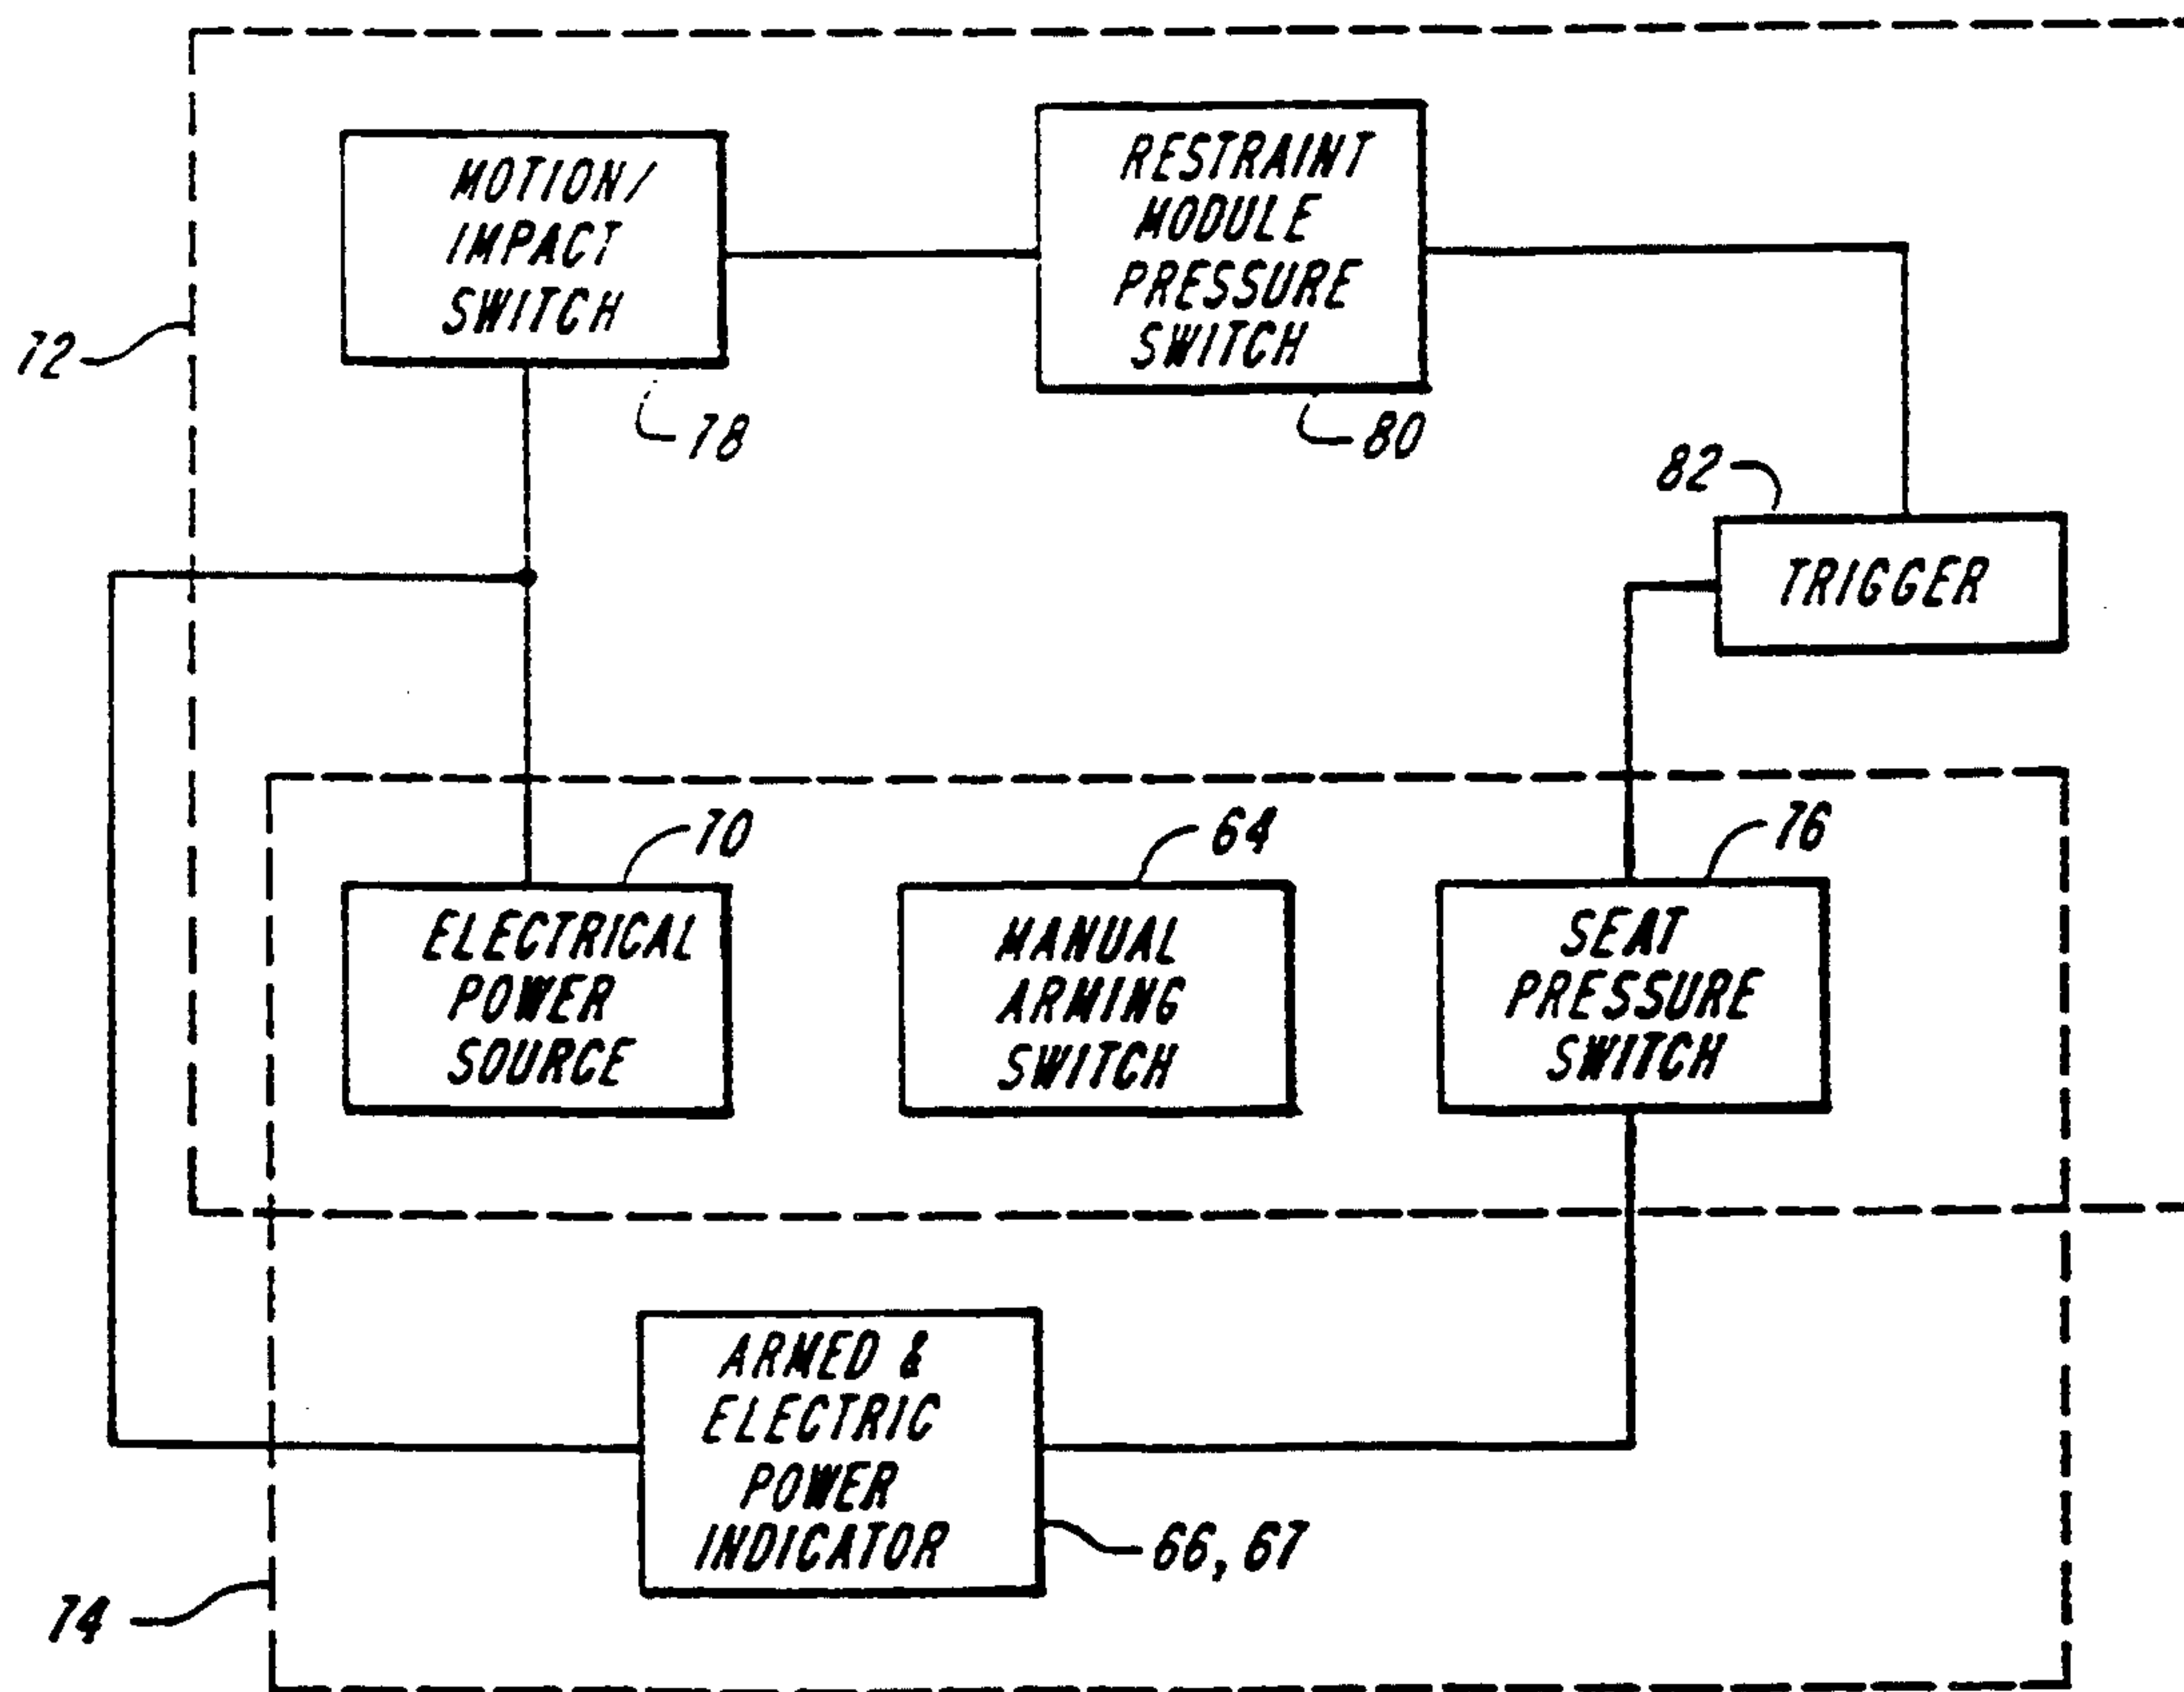 MOTION/
IMPACT
SWITCH
RESTRAINT
MODULE
PRESSURE
SWITCH
72
78
80
82
TRIGGER
70
64
76
ELECTRICAL
POWER
SOURCE
MANUAL
ARMING
SWITCH
SEAT
PRESSURE
SWITCH
ARMED &
ELECTRIC
POWER
INDICATOR
66, 67
74